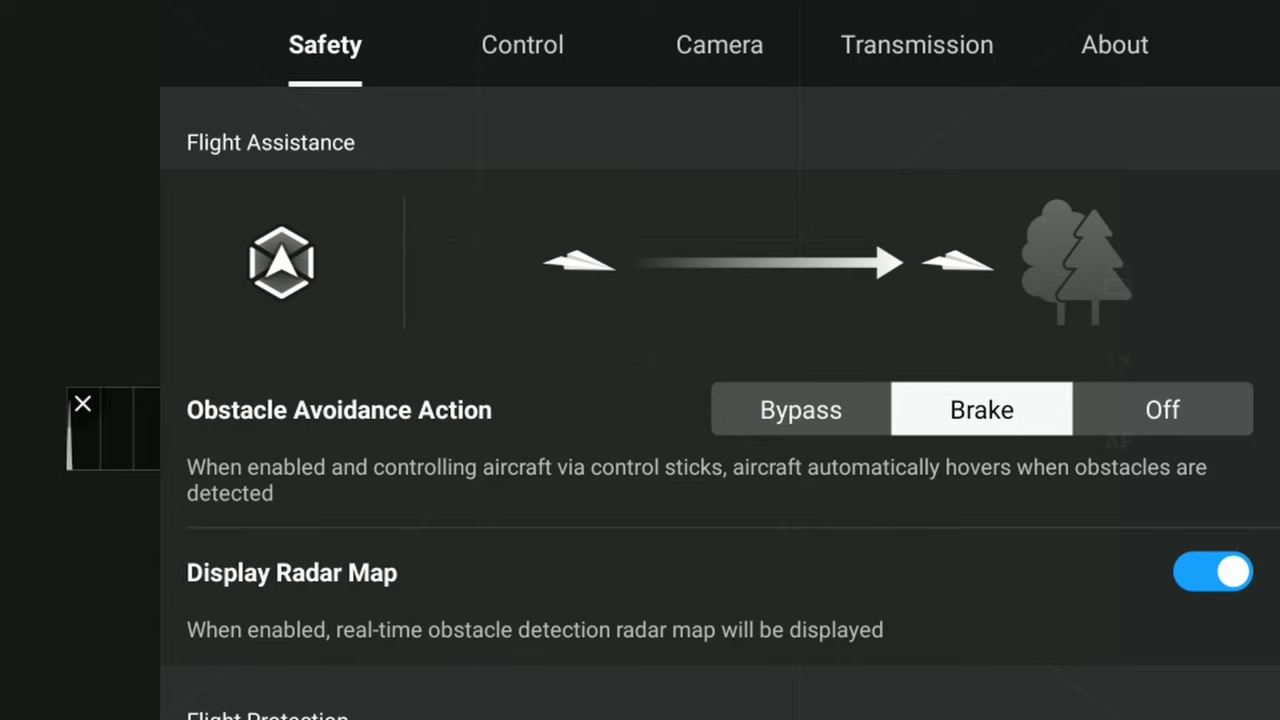 Safety Control Camera Transmission About
Flight Assistance
Obstacle Avoidance Action Bypass Brake Off
When enabled and controlling aircraft via control sticks, aircraft automatically hovers when obstacles are
detected
Display Radar Map
When enabled, real-time obstacle detection radar map will be displayed
Flight Protection